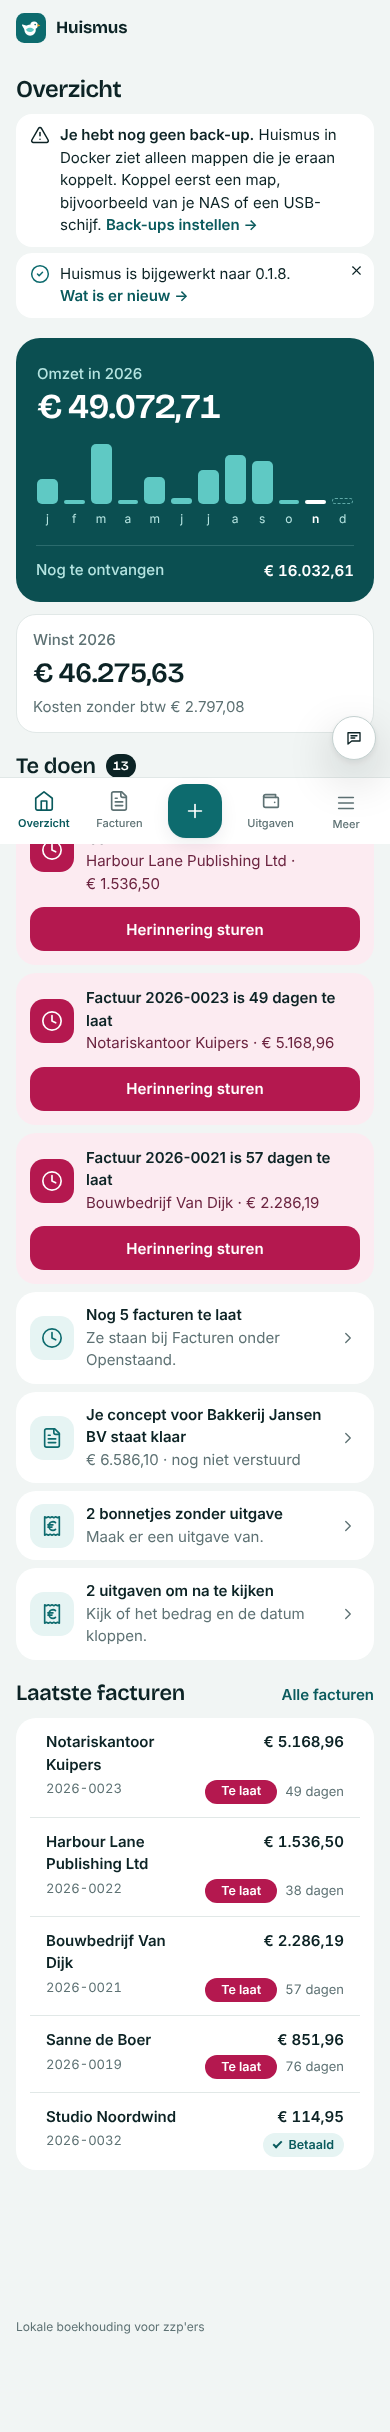 Huismus
Overzicht
Je hebt nog geen back-up. Huismus in
Docker ziet alleen mappen die je eraan
koppelt. Koppel eerst een map,
bijvoorbeeld van je NAS of een USB-
schijf. Back-ups instellen →
Huismus is bijgewerkt naar 0.1.8.
Wat is er nieuw →
Omzet in 2026
€ 49.072,71
j f m a m j j a s o n d
Nog te ontvangen € 16.032,61
Winst 2026
€ 46.275,63
Kosten zonder btw € 2.797,08
Te doen 13
Overzicht Facturen Uitgaven Meer
Harbour Lane Publishing Ltd ·
€ 1.536,50
Herinnering sturen
Factuur 2026-0023 is 49 dagen te
laat
Notariskantoor Kuipers · € 5.168,96
Herinnering sturen
Factuur 2026-0021 is 57 dagen te
laat
Bouwbedrijf Van Dijk · € 2.286,19
Herinnering sturen
Nog 5 facturen te laat
Ze staan bij Facturen onder
Openstaand.
Je concept voor Bakkerij Jansen
BV staat klaar
€ 6.586,10 · nog niet verstuurd
2 bonnetjes zonder uitgave
Maak er een uitgave van.
2 uitgaven om na te kijken
Kijk of het bedrag en de datum
kloppen.
Laatste facturen Alle facturen
Notariskantoor € 5.168,96
Kuipers
2026-0023 Te laat 49 dagen
Harbour Lane € 1.536,50
Publishing Ltd
2026-0022 Te laat 38 dagen
Bouwbedrijf Van € 2.286,19
Dijk
2026-0021 Te laat 57 dagen
Sanne de Boer € 851,96
2026-0019 Te laat 76 dagen
Studio Noordwind € 114,95
2026-0032 Betaald
Lokale boekhouding voor zzp'ers